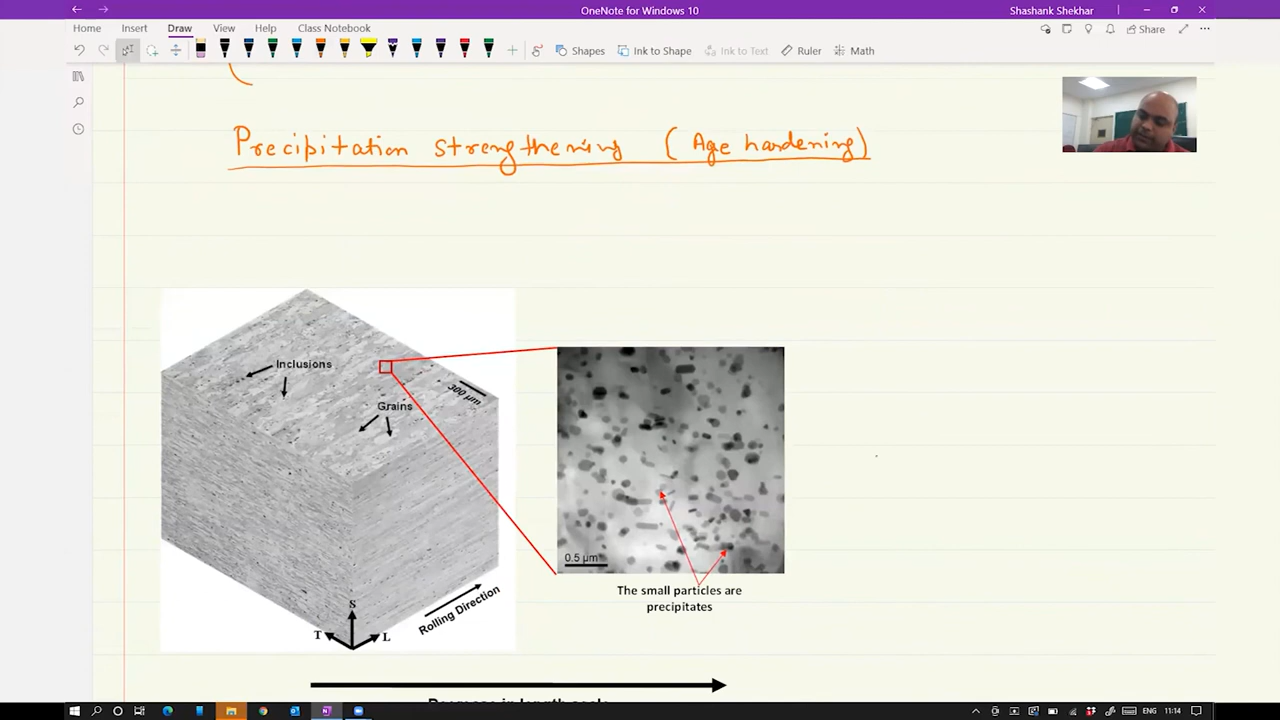 OneNote for Windows 10
Shashank Shekhar
Home Insert Draw View Help Class Notebook
Share
Shapes Ink to Shape Ink to Text Ruler Math
Precipitation strengthening (Age hardening)
Inclusions
300 µm
Grains
0.5 µm
The small particles are
precipitates
Rolling Direction
S
T
L
ENG 11:14